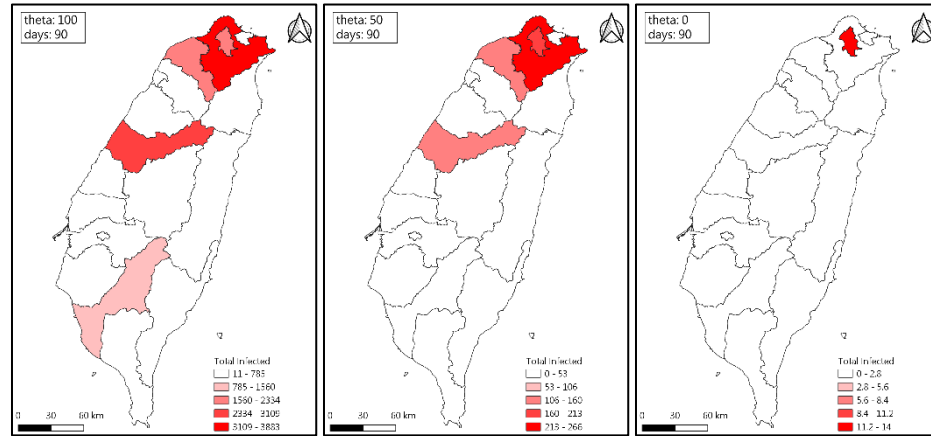 theta: 100
days: 90
Total Infected
11 - 785
785 - 1560
1560 - 2334
2334 - 3109
3109 - 3883
0 30 60 km
theta: 50
days: 90
Total Infected
0 - 53
53 - 106
106 - 160
160 - 213
213 - 266
0 30 60 km
theta: 0
days: 90
Total Infected
0 - 2.8
2.8 - 5.6
5.6 - 8.4
8.4 - 11.2
11.2 - 14
0 30 60 km